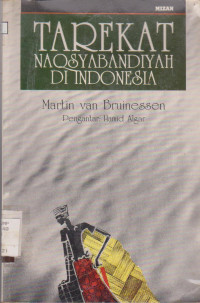 MIZAN
TAREKAT
NAQSYABANDIYAH
DI INDONESIA
Martin van Bruinessen
Pengantar Hamid Algar